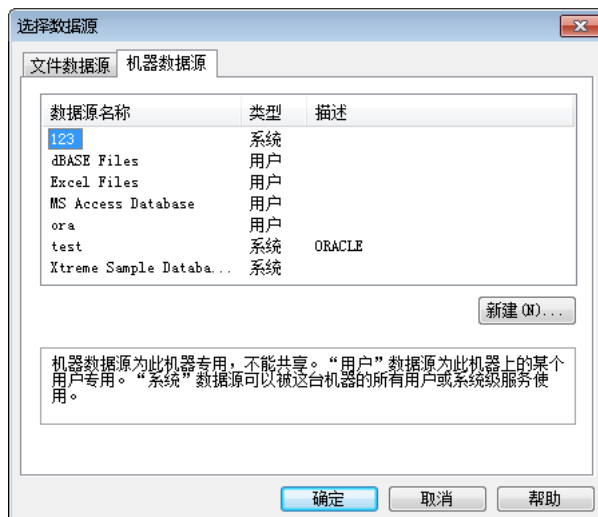 选择数据源
文件数据源 机器数据源
数据源名称 类型 描述
123 系统
dBASE Files 用户
Excel Files 用户
MS Access Database 用户
ora 用户
test 系统 ORACLE
Xtreme Sample Databa... 系统
新建(N)...
机器数据源为此机器专用，不能共享。“用户”数据源为此机器上的某个
用户专用。“系统”数据源可以被这台机器的所有用户或系统级服务使
用。
确定 取消 帮助